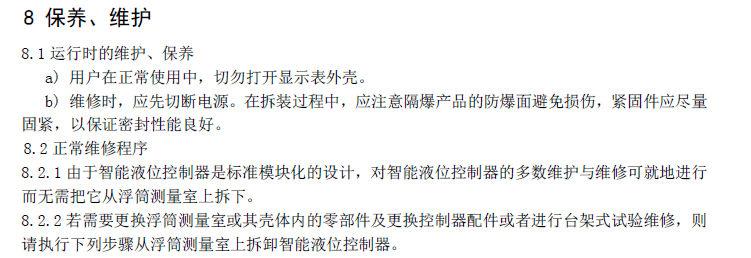 8 保养、维护
8.1 运行时的维护、保养
a) 用户在正常使用中，切勿打开显示表外壳。
b) 维修时，应先切断电源。在拆装过程中，应注意隔爆产品的防爆面避免损伤，紧固件应尽量
固紧，以保证密封性能良好。
8.2 正常维修程序
8.2.1 由于智能液位控制器是标准模块化的设计，对智能液位控制器的多数维护与维修可就地进行
而无需把它从浮筒测量室上拆下。
8.2.2 若需要更换浮筒测量室或其壳体内的零部件及更换控制器配件或者进行台架式试验维修，则
请执行下列步骤从浮筒测量室上拆卸智能液位控制器。